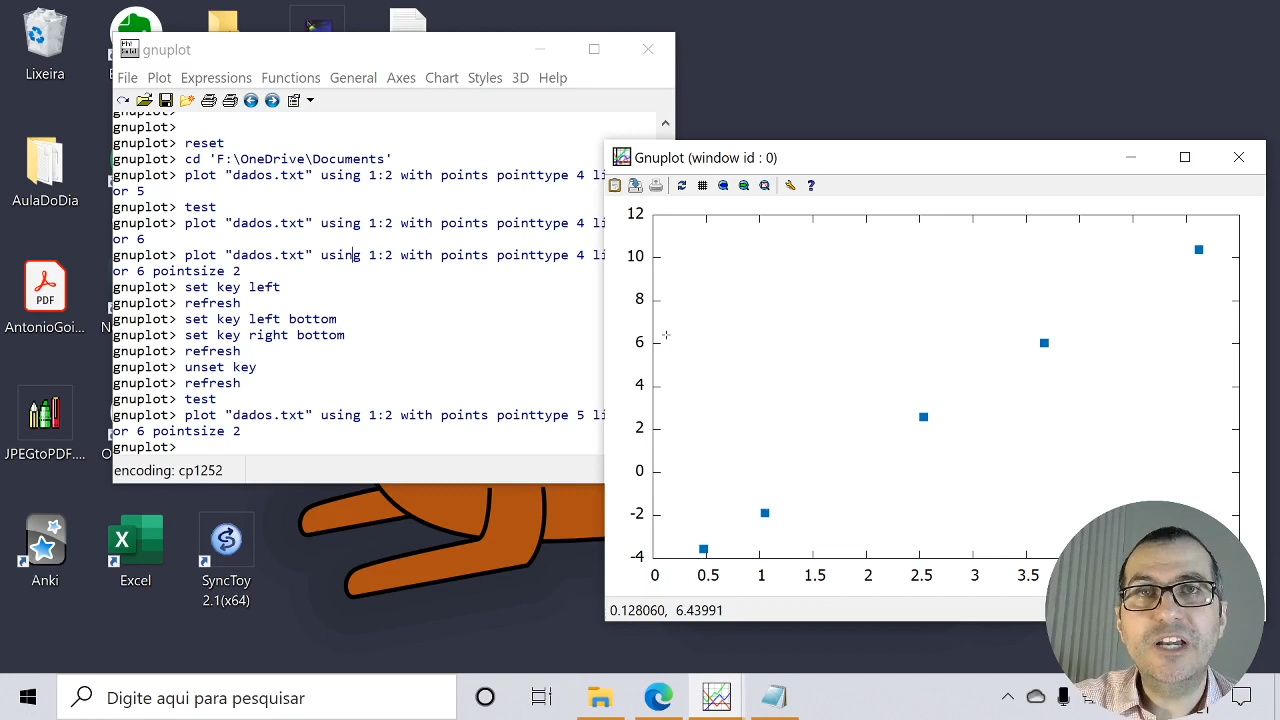 Lixeira
AulaDoDia
PDF
AntonioGoi...
JPEGtoPDF....
Anki
Excel
SyncToy
2.1(x64)
gnuplot
File Plot Expressions Functions General Axes Chart Styles 3D Help
gnuplot>
gnuplot> reset
gnuplot> cd 'F:\OneDrive\Documents'
gnuplot> plot "dados.txt" using 1:2 with points pointtype 4 li
or 5
gnuplot> test
gnuplot> plot "dados.txt" using 1:2 with points pointtype 4 li
or 6
gnuplot> plot "dados.txt" using 1:2 with points pointtype 4 li
or 6 pointsize 2
gnuplot> set key left
gnuplot> refresh
gnuplot> set key left bottom
gnuplot> set key right bottom
gnuplot> refresh
gnuplot> unset key
gnuplot> refresh
gnuplot> test
gnuplot> plot "dados.txt" using 1:2 with points pointtype 5 li
or 6 pointsize 2
gnuplot>
encoding: cp1252
Gnuplot (window id : 0)
12
10
8
6
4
2
0
-2
-4
0 0.5 1 1.5 2 2.5 3 3.5
0.128060, 6.43991
Digite aqui para pesquisar